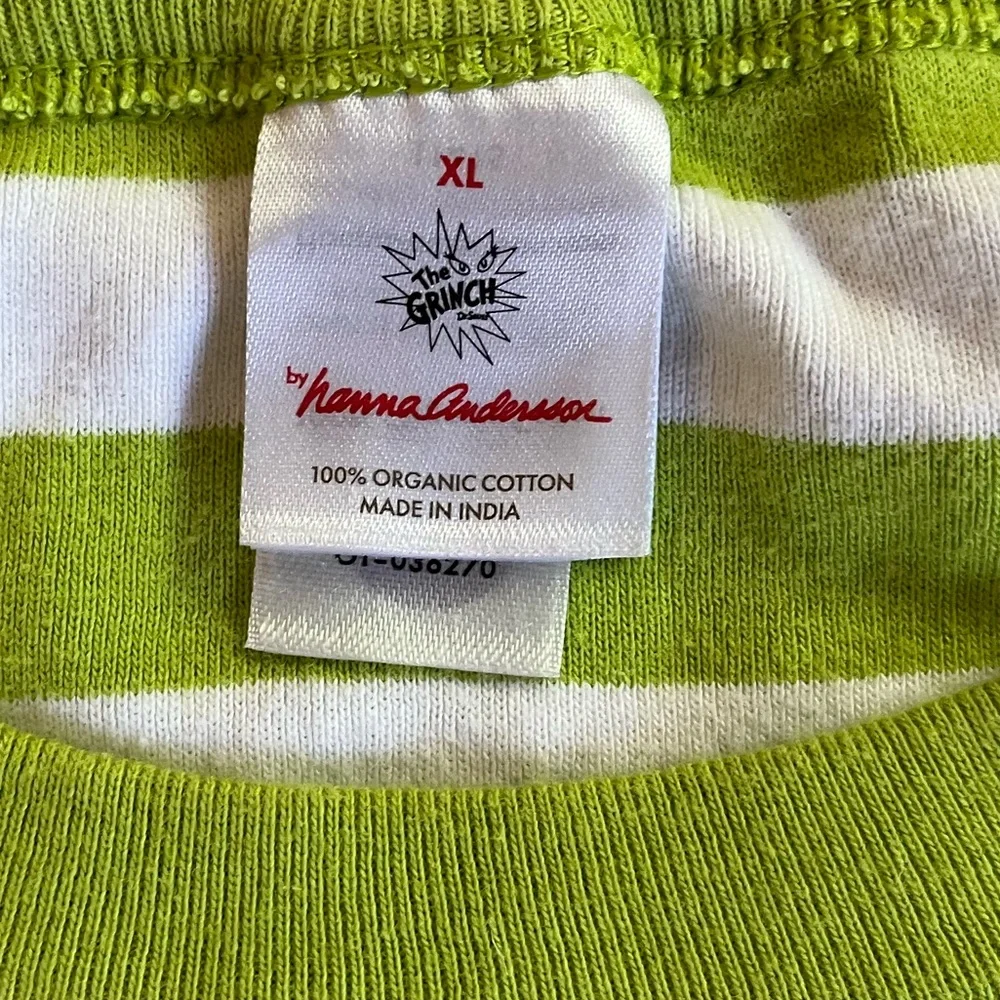 XL
The
GRINCH
Dr. Seuss
by hanna Andersson
100% ORGANIC COTTON
MADE IN INDIA